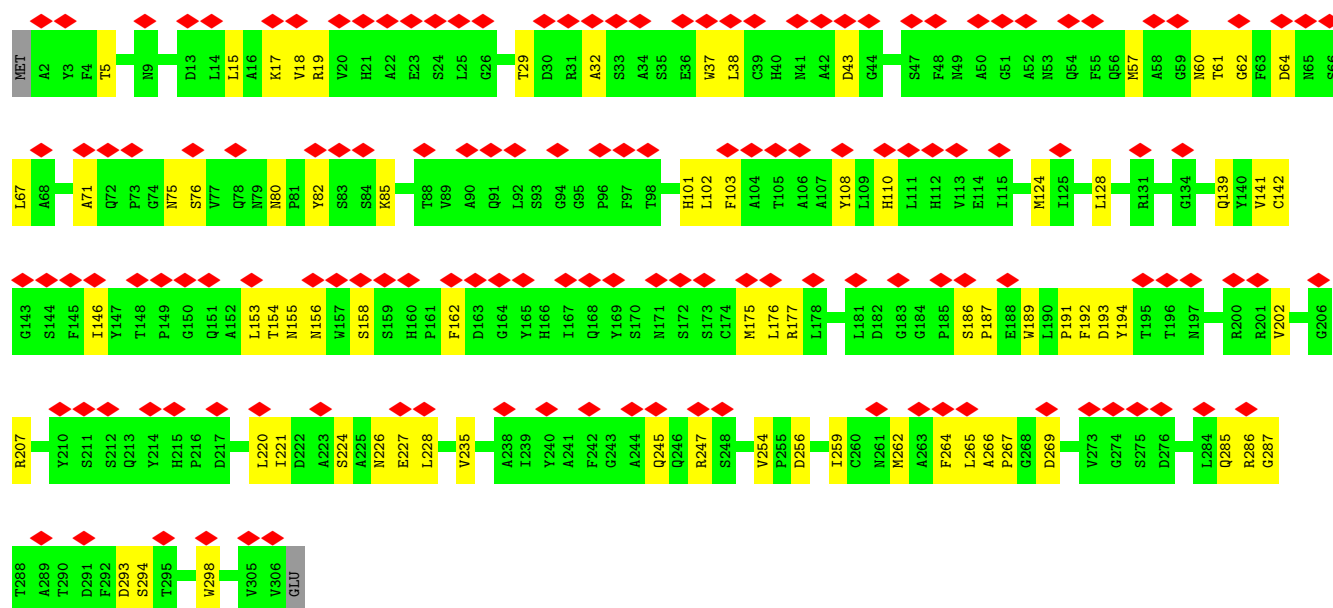 MET A2 Y3 F4 T5 N9 D13 L14 L15 A16 K17 V18 R19 V20 H21 A22 E23 S24 L25 G26 T29 D30 R31 A32 S33 A34 S35 E36 W37 L38 C39 H40 N41 A42 D43 G44 S47 F48 N49 A50 G51 A52 N53 Q54 F55 Q56 M57 A58 G59 N60 T61 G62 F63 D64 N65 S66
L67 A68 A71 Q72 P73 G74 N75 S76 V77 Q78 N79 N80 P81 Y82 S83 S84 K85 T88 V89 A90 Q91 L92 S93 G94 G95 P96 F97 T98 H101 L102 F103 A104 T105 A106 A107 Y108 L109 H110 L111 H112 V113 E114 I115 M124 I125 L128 R131 G134 Q139 Y140 V141 C142
G143 S144 F145 I146 Y147 T148 P149 G150 Q151 A152 L153 T154 N155 N156 W157 S158 S159 H160 P161 F162 D163 G164 Y165 H166 I167 Q168 Y169 S170 N171 S172 S173 C174 M175 L176 R177 L178 L181 D182 G183 G184 P185 S186 P187 E188 W189 L190 P191 F192 D193 Y194 T195 T196 N197 R200 R201 V202 G206
R207 Y210 S211 S212 Q213 Y214 H215 P216 D217 L220 I221 D222 A223 S224 A225 N226 E227 L228 V235 A238 I239 Y240 A241 F242 G243 A244 Q245 Q246 R247 S248 V254 P255 D256 I259 C260 N261 M262 A263 F264 L265 A266 P267 G268 D269 V273 G274 S275 D276 L284 Q285 R286 G287
T288 A289 T290 D291 F292 D293 S294 T295 W298 V305 V306 GLU